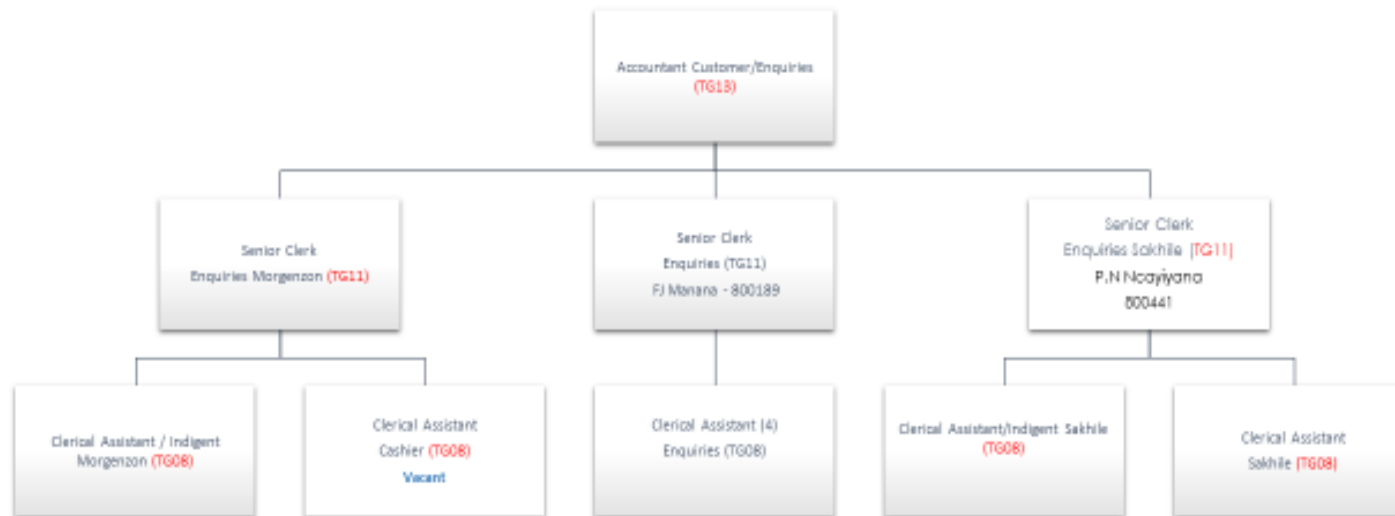 Accountant Customer/Enquiries
(TG13)
Senior Clerk
Enquiries Morgenzon (TG11)
Senior Clerk
Enquiries (TG11)
FJ Manana - 800189
Senior Clerk
Enquiries Sakhile (TG11)
P.N Ncayiyana
800441
Clerical Assistant / Indigent
Morgenzon (TG08)
Clerical Assistant
Cashier (TG08)
Vacant
Clerical Assistant (4)
Enquiries (TG08)
Clerical Assistant/Indigent Sakhile
(TG08)
Clerical Assistant
Sakhile (TG08)